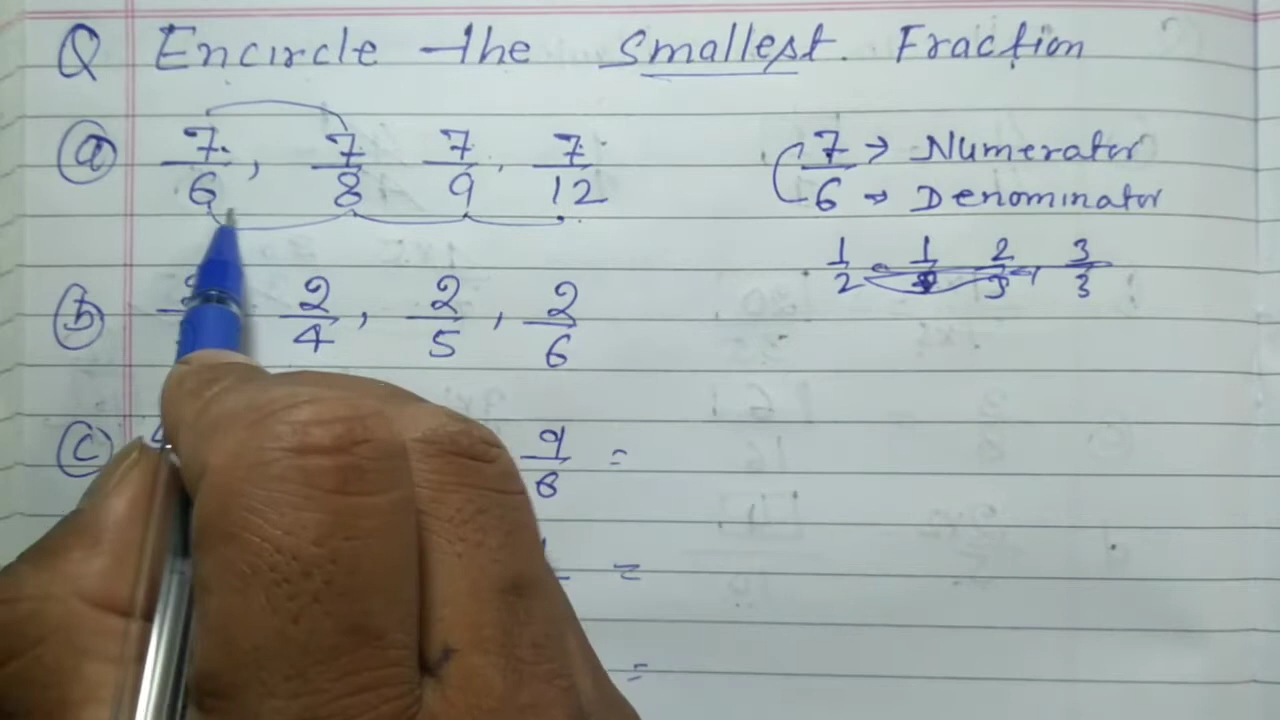 Q Encircle the Smallest. Fraction
ⓐ 7/6, 7/8 7/9, 7/12
7/6 → Numerator
→ Denominator
1/2 1 2/3 3/3
ⓑ 2/4, 2/5, 2/6
ⓒ 9/8 =
=
=